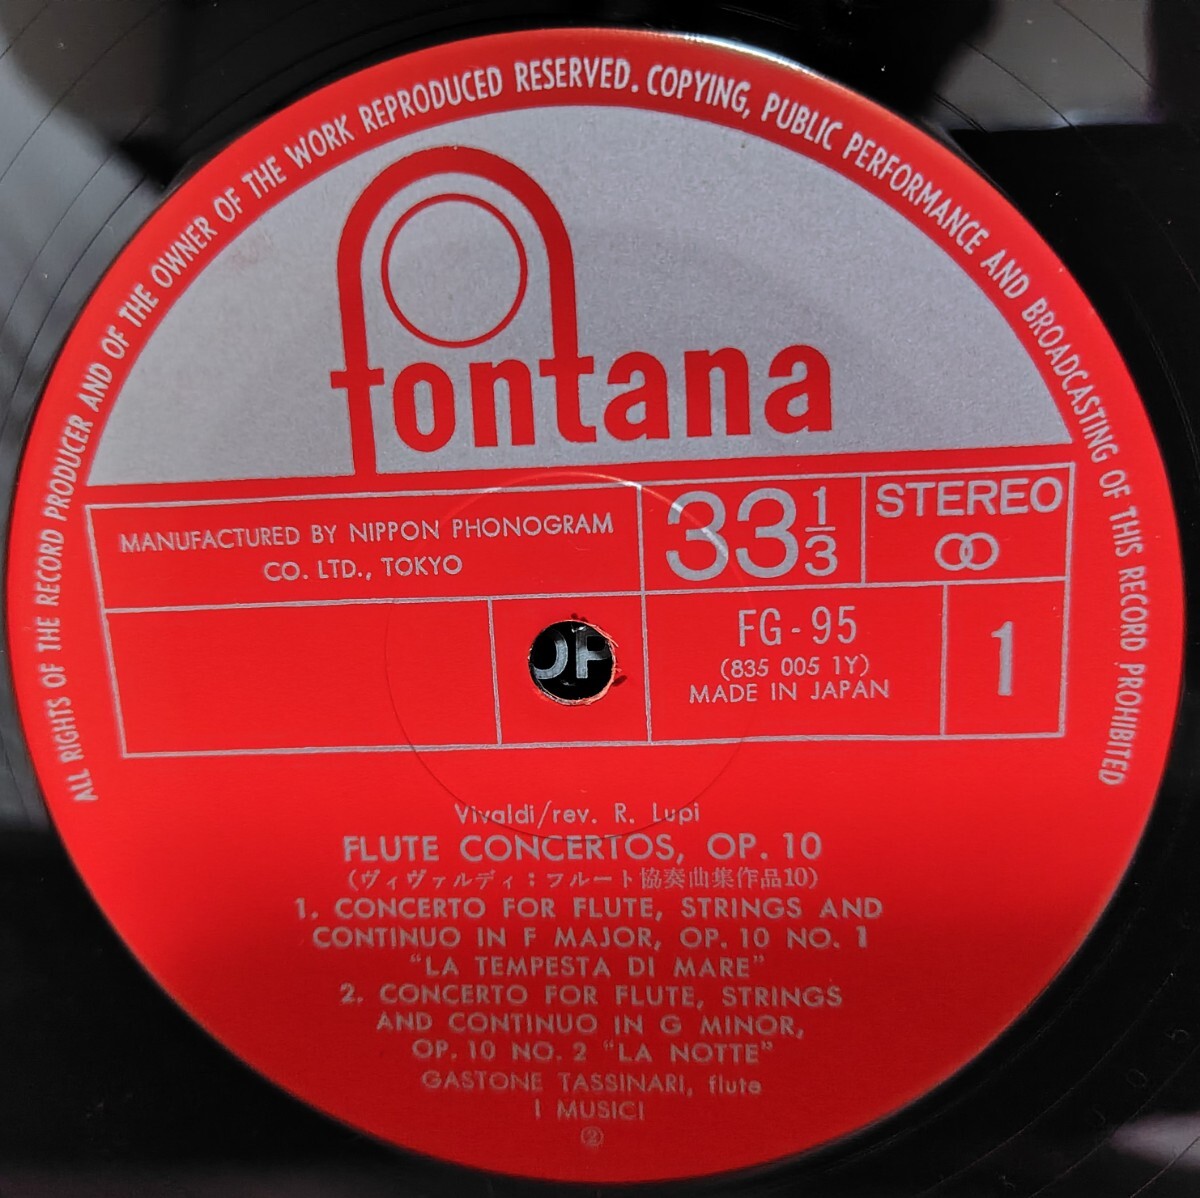 ALL RIGHTS OF THE RECORD PRODUCER AND OF THE OWNER OF THE WORK REPRODUCED RESERVED. COPYING, PUBLIC PERFORMANCE AND BROADCASTING OF THIS RECORD PROHIBITED
fontana
MANUFACTURED BY NIPPON PHONOGRAM
CO. LTD., TOKYO
33 1/3
STEREO
FG-95
(835 005 1Y)
MADE IN JAPAN
1
OP
Vivaldi/rev. R. Lupi
FLUTE CONCERTOS, OP. 10
(ヴィヴァルディ:フルート協奏曲集作品10)
1. CONCERTO FOR FLUTE, STRINGS AND
CONTINUO IN F MAJOR, OP. 10 NO. 1
"LA TEMPESTA DI MARE"
2. CONCERTO FOR FLUTE, STRINGS
AND CONTINUO IN G MINOR,
OP. 10 NO. 2 "LA NOTTE"
GASTONE TASSINARI, flute
I MUSICI
②